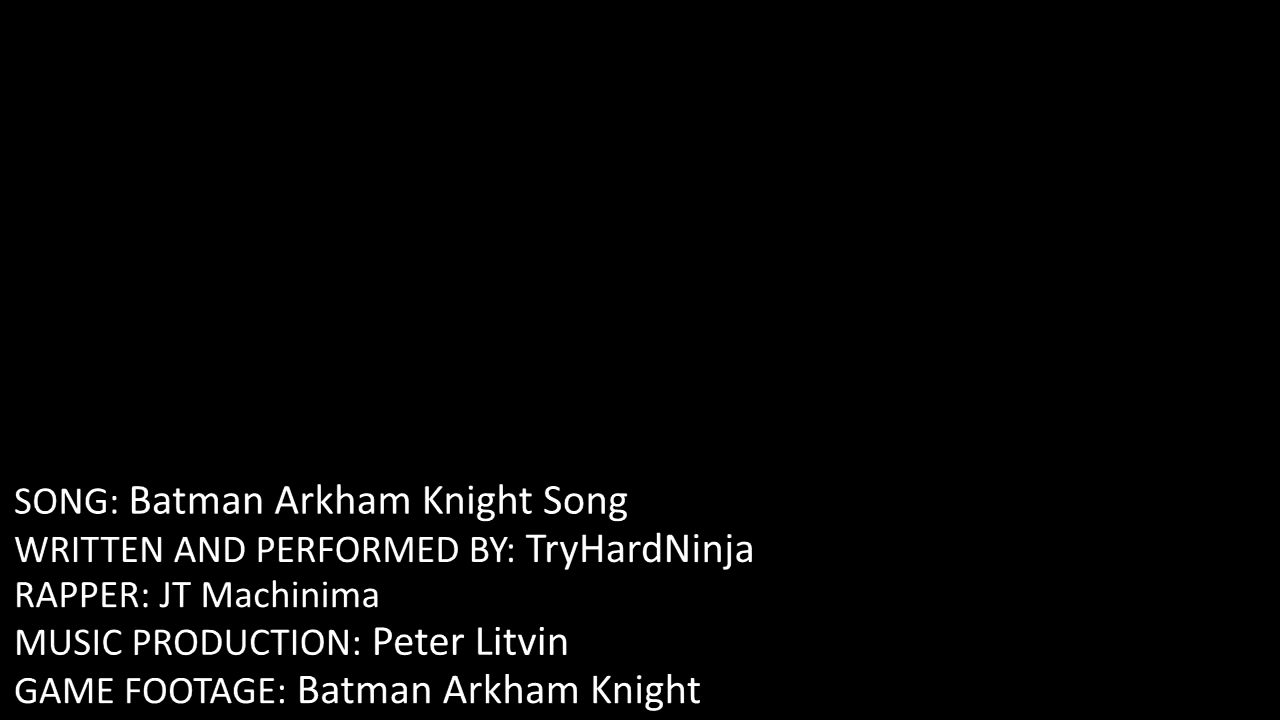 SONG: Batman Arkham Knight Song
WRITTEN AND PERFORMED BY: TryHardNinja
RAPPER: JT Machinima
MUSIC PRODUCTION: Peter Litvin
GAME FOOTAGE: Batman Arkham Knight